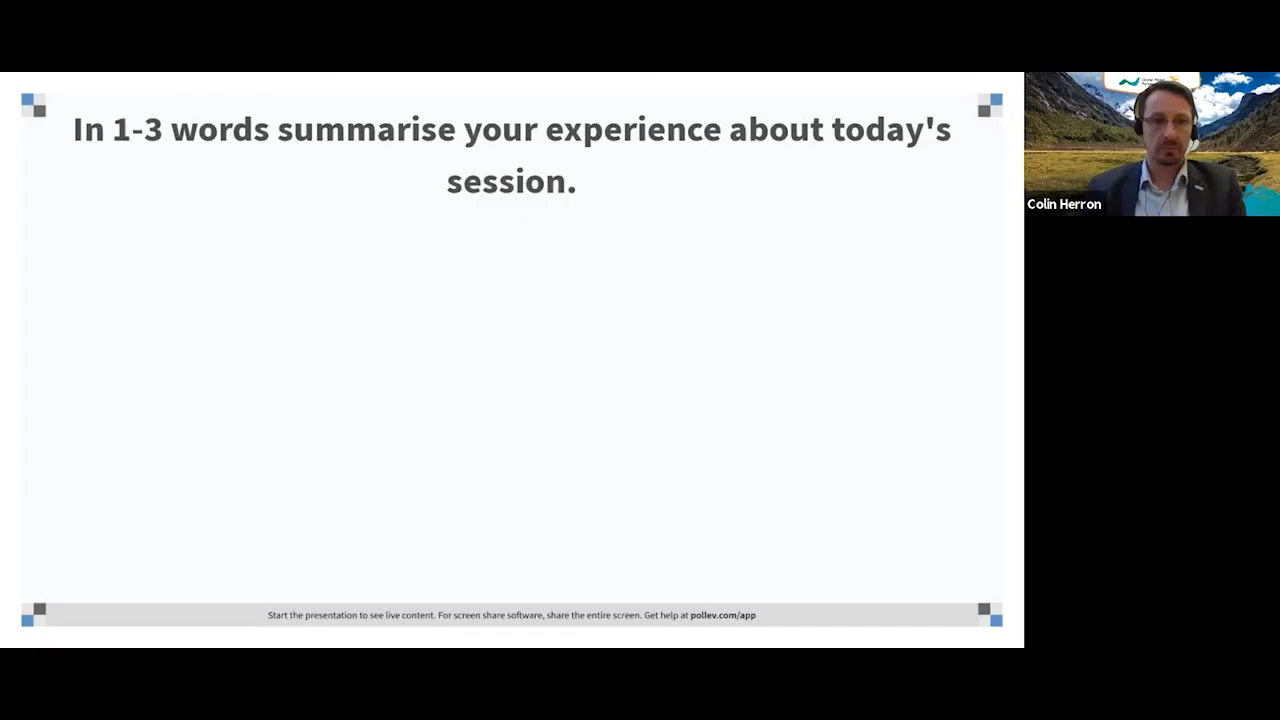 In 1-3 words summarise your experience about today's
session.
Colin Herron
Start the presentation to see live content. For screen share software, share the entire screen. Get help at pollev.com/app